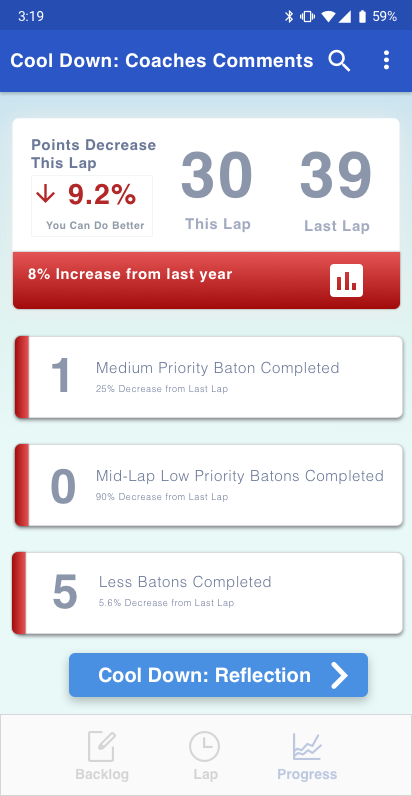 3:19
59%
Cool Down: Coaches Comments
Points Decrease
This Lap
9.2%
You Can Do Better
30
This Lap
39
Last Lap
8% Increase from last year
1
Medium Priority Baton Completed
25% Decrease from Last Lap
0
Mid-Lap Low Priority Batons Completed
90% Decrease from Last Lap
5
Less Batons Completed
5.6% Decrease from Last Lap
Cool Down: Reflection
Backlog
Lap
Progress